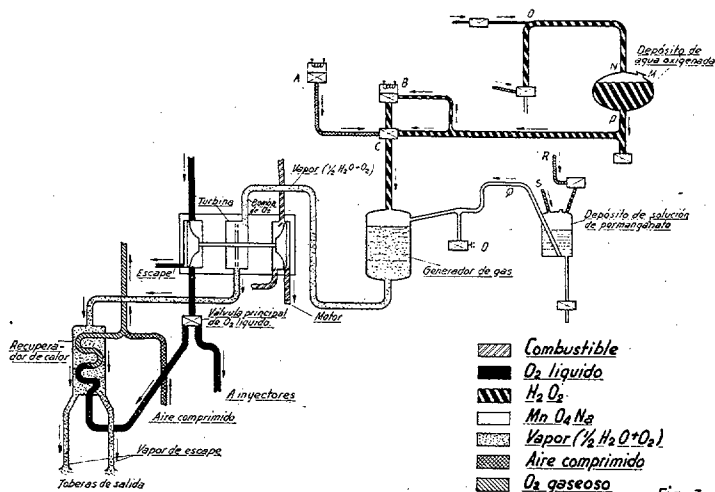 O
Depósito de
agua oxigenada
N
M
A
B
C
P
Vapor (½ H2O+O2)
Turbina
Bomba
de O2
R
S
Q
Depósito de solución
de permanganato
D
Generador de gas
Escape
Válvula principal
de O2 líquido.
Motor
Recupera-
dor de calor
A inyectores
Aire comprimido
Vapor de escape
Toberas de salida
Combustible
O2 líquido
H2O2
MnO4Na
Vapor (½ H2O+O2)
Aire comprimido
O2 gaseoso